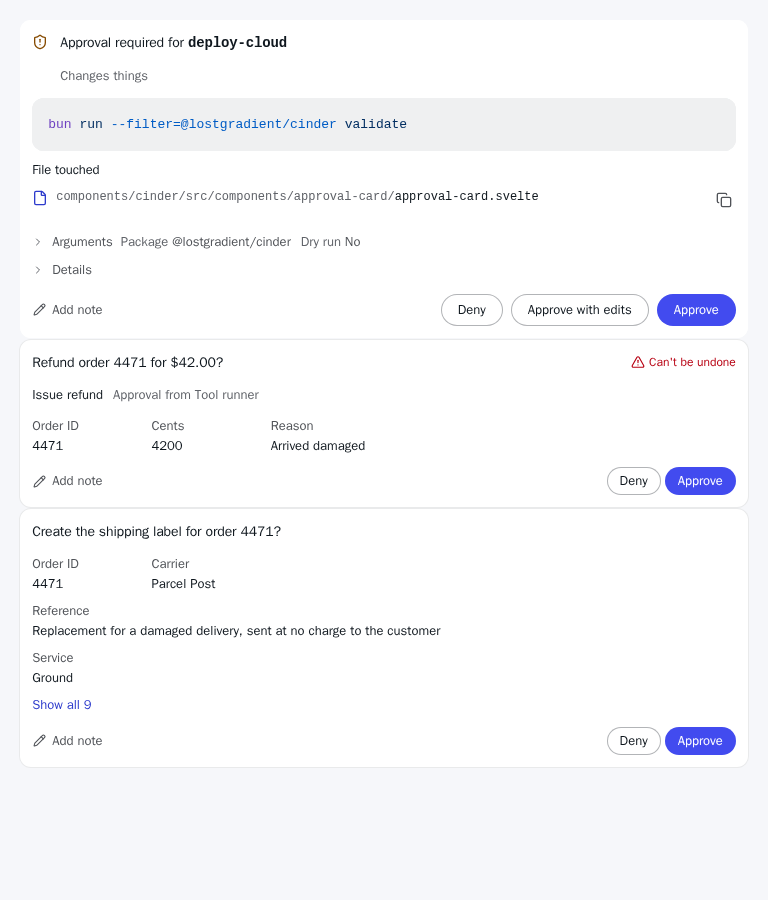 Approval required for deploy-cloud
Changes things
bun run --filter=@lostgradient/cinder validate
File touched
components/cinder/src/components/approval-card/approval-card.svelte
Arguments Package @lostgradient/cinder Dry run No
Details
Add note Deny Approve with edits Approve
Refund order 4471 for $42.00? Can't be undone
Issue refund Approval from Tool runner
Order ID Cents Reason
4471 4200 Arrived damaged
Add note Deny Approve
Create the shipping label for order 4471?
Order ID Carrier
4471 Parcel Post
Reference
Replacement for a damaged delivery, sent at no charge to the customer
Service
Ground
Show all 9
Add note Deny Approve